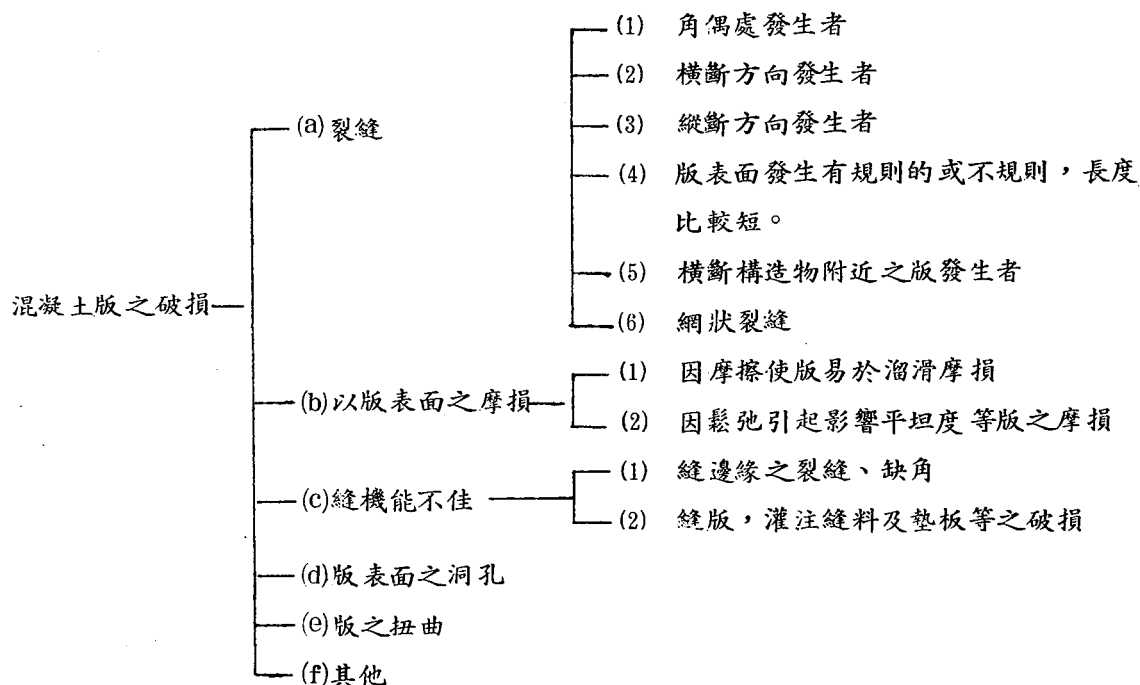 (1) 角偶處發生者
(2) 橫斷方向發生者
(a)裂縫
(3) 縱斷方向發生者
(4) 版表面發生有規則的或不規則，長度
比較短。
(5) 橫斷構造物附近之版發生者
混凝土版之破損
(6) 網狀裂縫
(1) 因摩擦使版易於溜滑摩損
(b)以版表面之摩損
(2) 因鬆弛引起影響平坦度等版之摩損
(1) 縫邊緣之裂縫、缺角
(c)縫機能不佳
(2) 縫版，灌注縫料及墊板等之破損
(d)版表面之洞孔
(e)版之扭曲
(f)其他